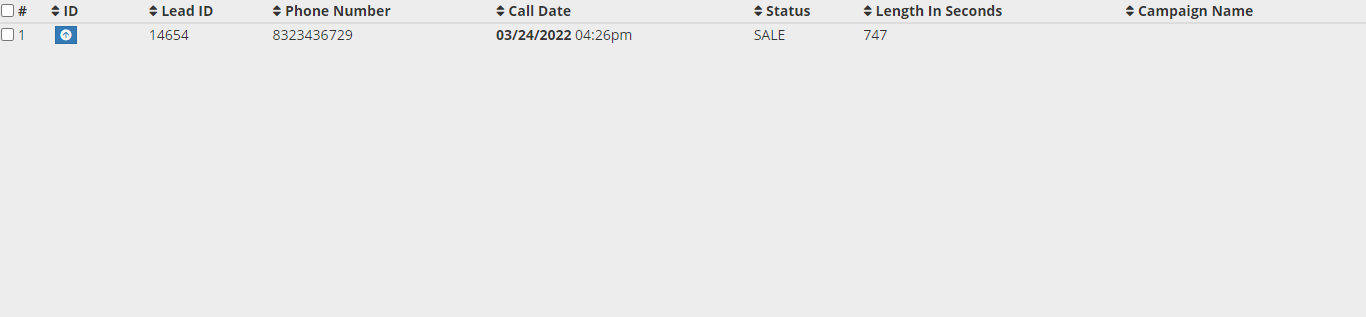 # ID Lead ID Phone Number Call Date Status Length In Seconds Campaign Name
1 14654 8323436729 03/24/2022 04:26pm SALE 747